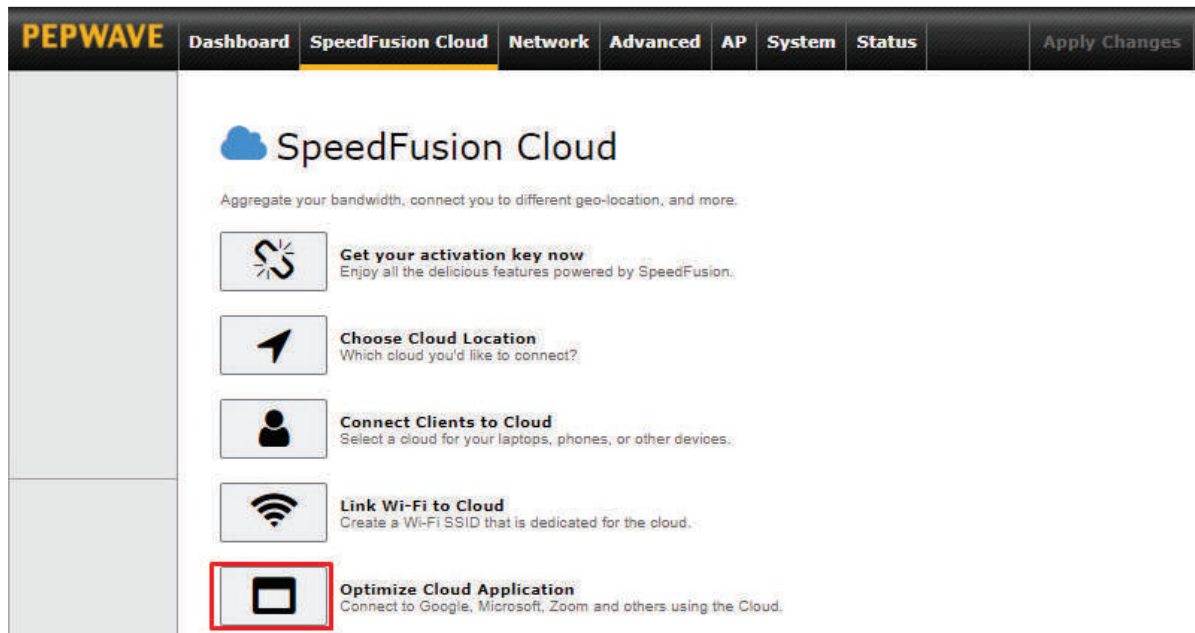 PEPWAVE Dashboard SpeedFusion Cloud Network Advanced AP System Status Apply Changes
SpeedFusion Cloud
Aggregate your bandwidth, connect you to different geo-location, and more.
Get your activation key now
Enjoy all the delicious features powered by SpeedFusion.
Choose Cloud Location
Which cloud you'd like to connect?
Connect Clients to Cloud
Select a cloud for your laptops, phones, or other devices.
Link Wi-Fi to Cloud
Create a Wi-Fi SSID that is dedicated for the cloud.
Optimize Cloud Application
Connect to Google, Microsoft, Zoom and others using the Cloud.